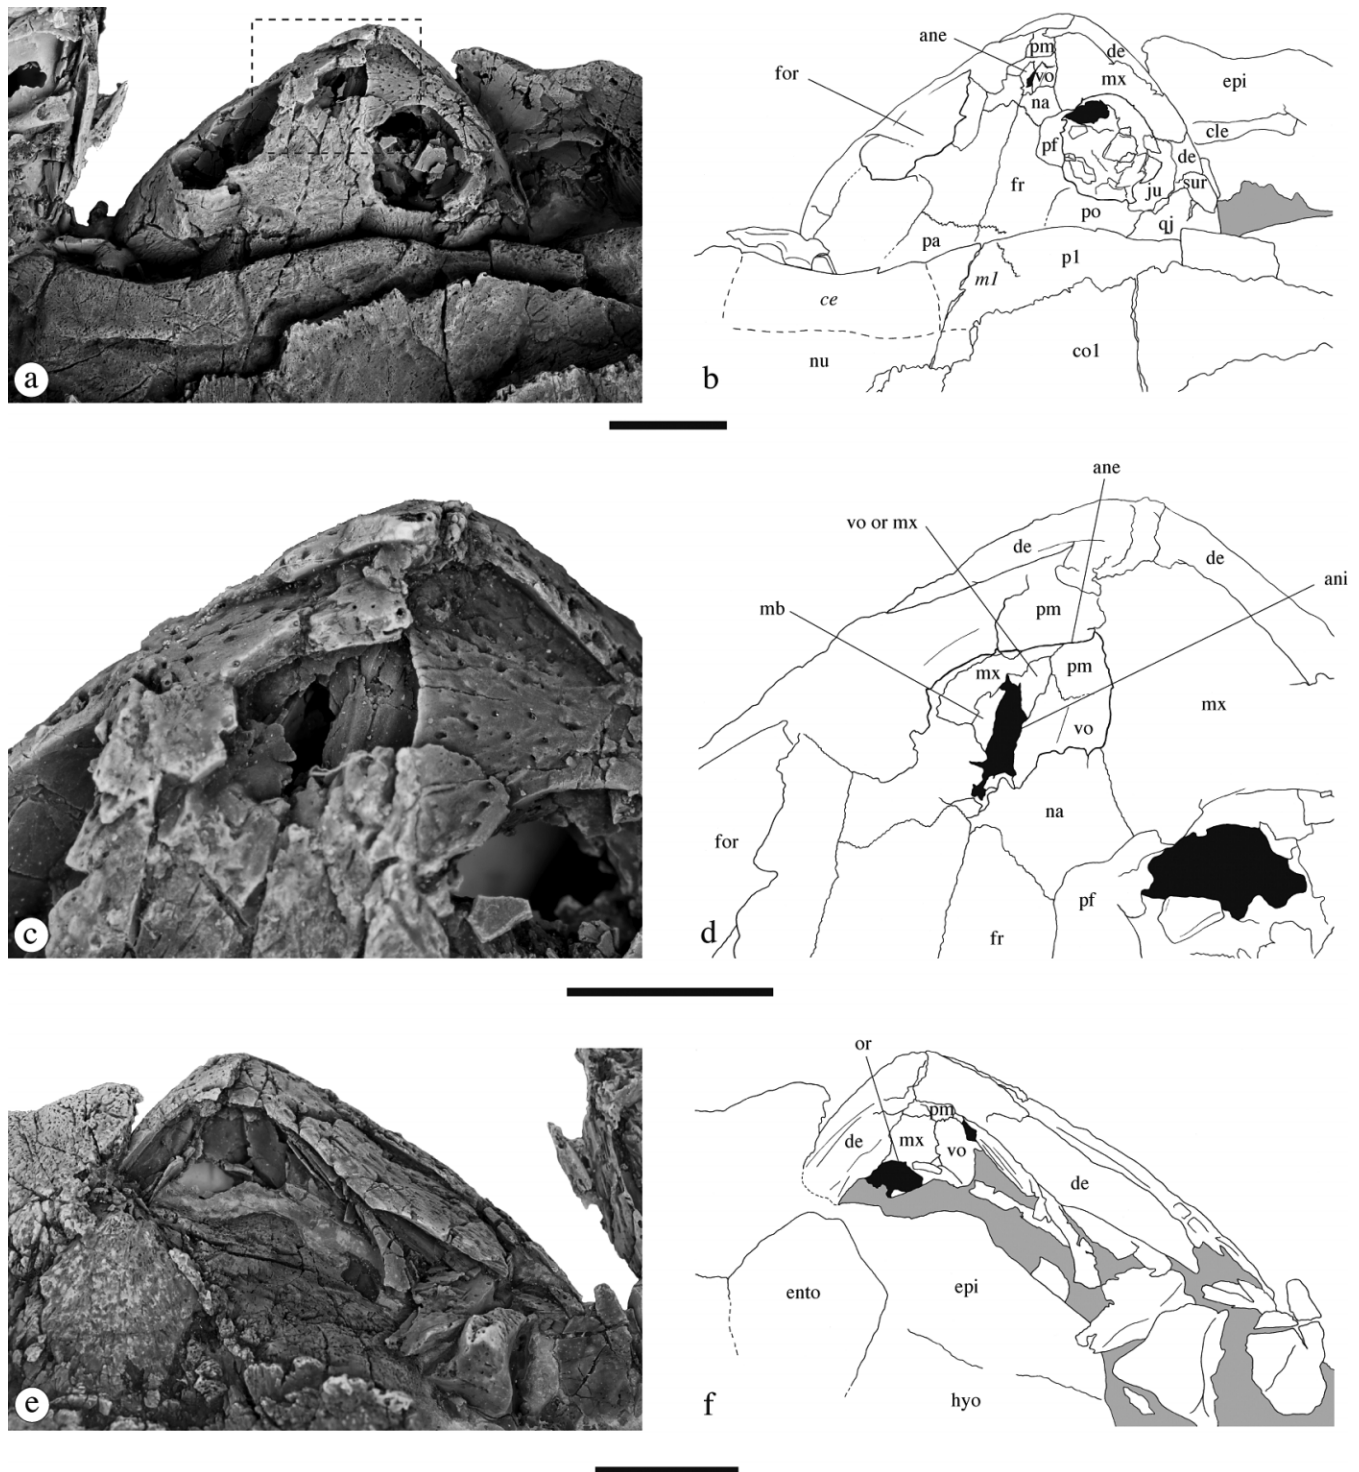 ane
pm
de
for
vo
mx
epi
na
cle
pf
de
fr
ju
sur
po
qj
pa
p1
m1
ce
co1
nu
a
b
ane
vo or mx
de
de
ani
mb
pm
mx
pm
mx
vo
na
for
pf
fr
c
d
or
pm
de
mx
vo
de
ento
epi
hyo
e
f